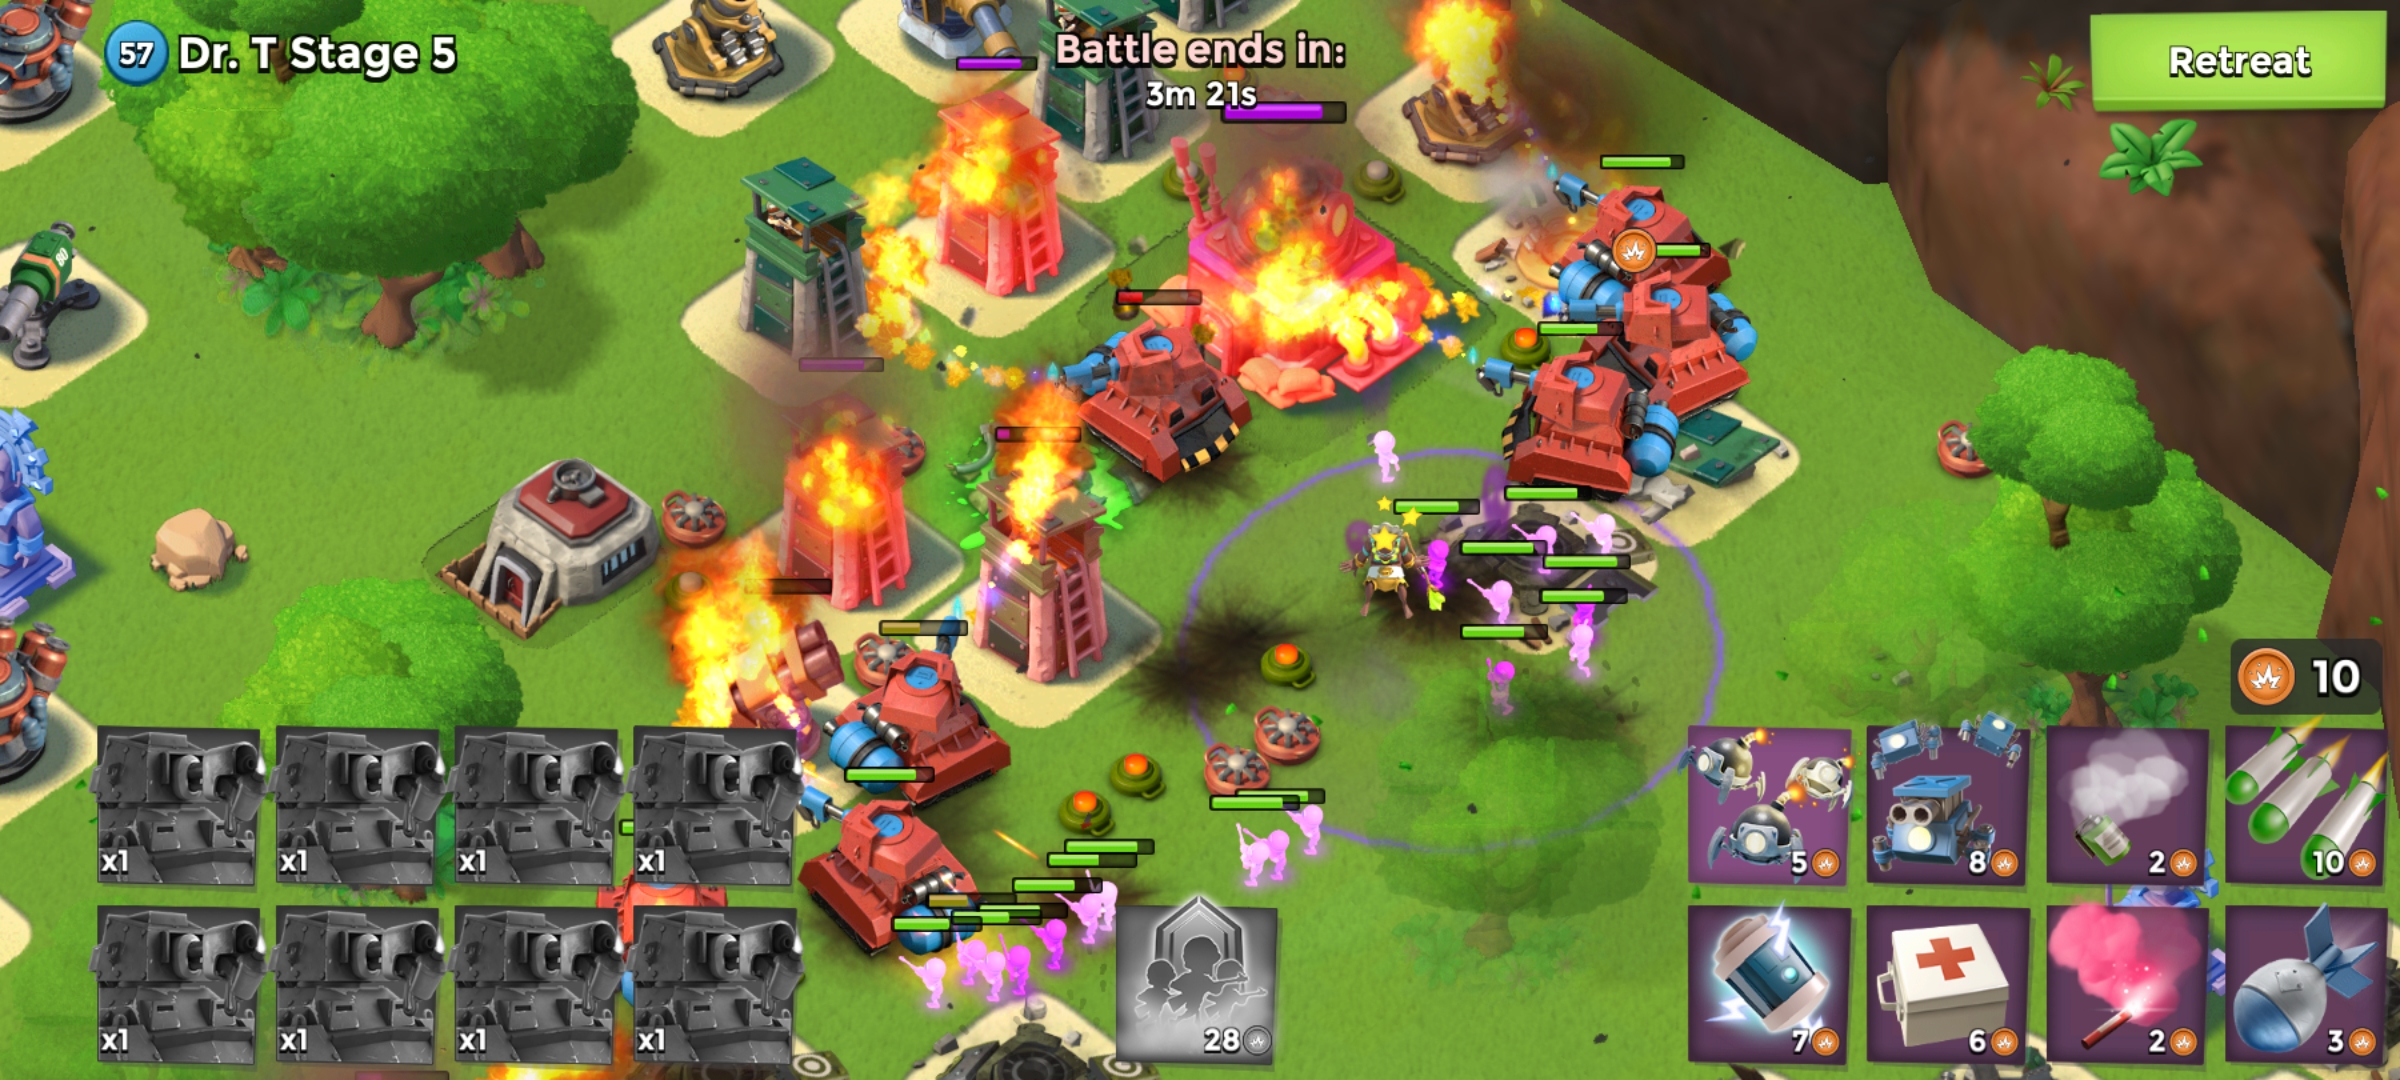 57 Dr. T Stage 5
Battle ends in:
3m 21s
Retreat
80
10
x1 x1 x1 x1
5 8 2 10
x1 x1 x1 x1
28
7 6 2 3